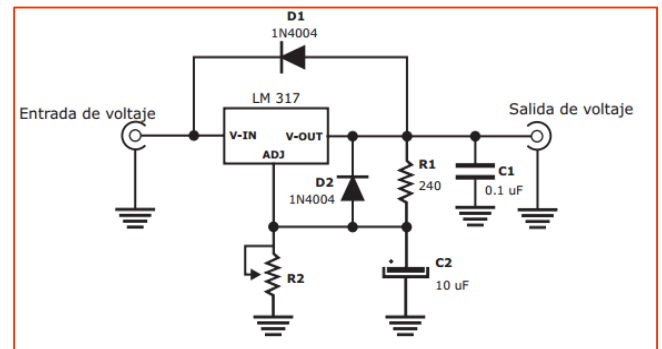 D1
1N4004
LM 317
Entrada de voltaje
Salida de voltaje
V-IN
V-OUT
ADJ
R1
240
C1
0.1 uF
D2
1N4004
R2
C2
10 uF